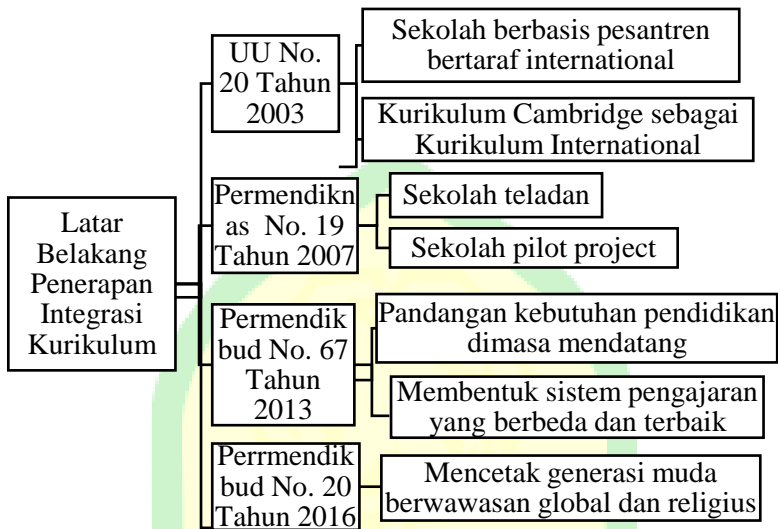 Latar
Belakang
Penerapan
Integrasi
Kurikulum
UU No.
20 Tahun
2003
Sekolah berbasis pesantren
bertaraf international
Kurikulum Cambridge sebagai
Kurikulum International
Permendikn
as No. 19
Tahun 2007
Sekolah teladan
Sekolah pilot project
Permendik
bud No. 67
Tahun
2013
Pandangan kebutuhan pendidikan
dimasa mendatang
Membentuk sistem pengajaran
yang berbeda dan terbaik
Perrmendik
bud No. 20
Tahun 2016
Mencetak generasi muda
berwawasan global dan religius